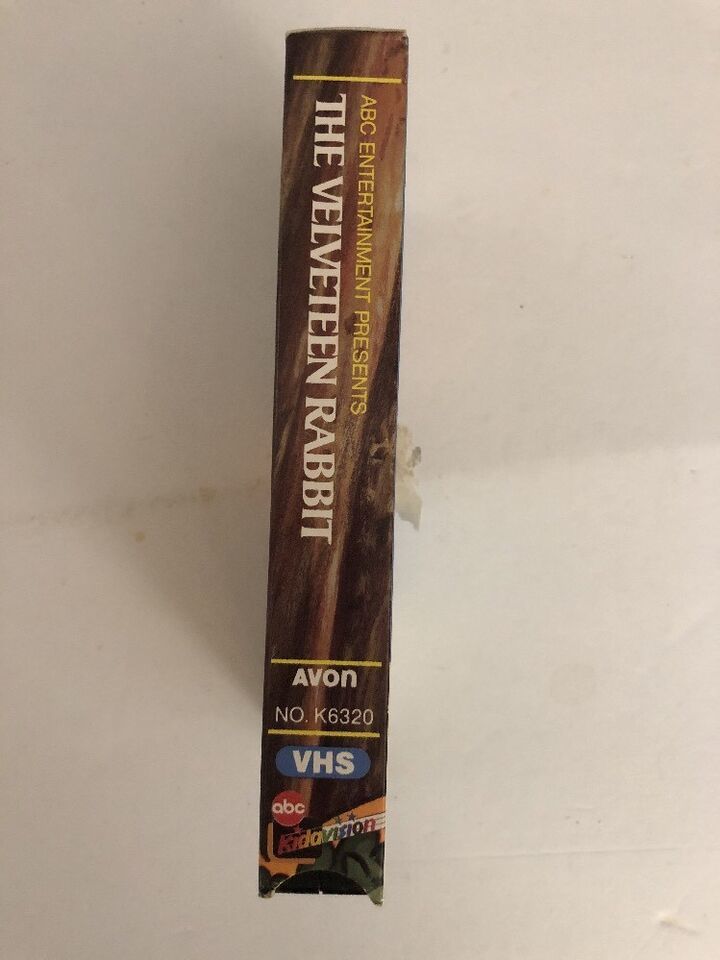 ABC ENTERTAINMENT PRESENTS
THE VELVETEEN RABBIT
AVON
NO. K6320
VHS
abc
Kidavision